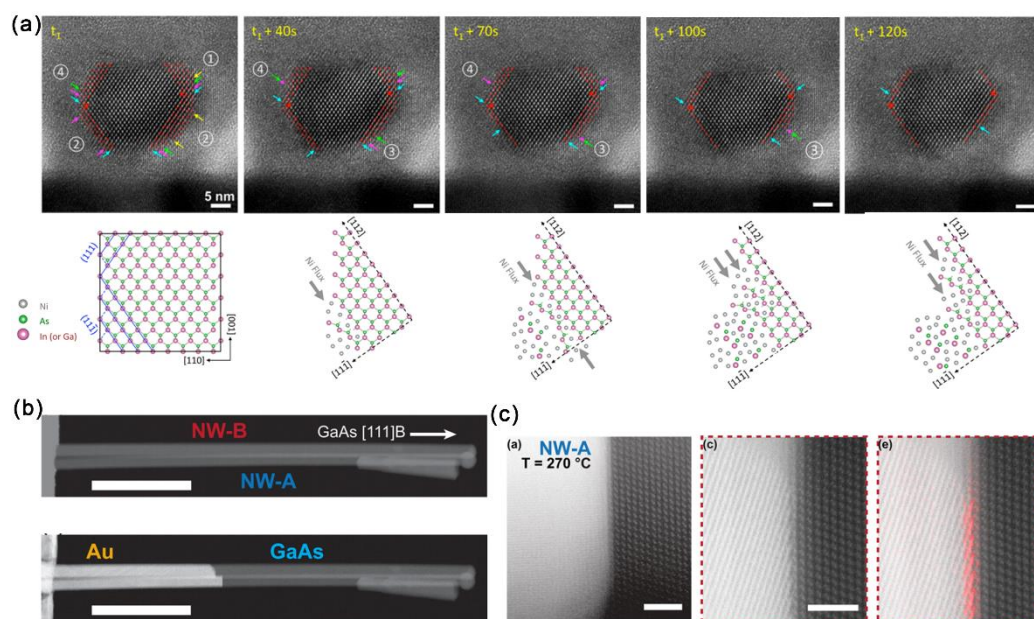 (a)
t₁
t₁ + 40s
t₁ + 70s
t₁ + 100s
t₁ + 120s
④
①
④
④
②
②
③
③
③
5 nm
(111)
(111̄)
[001]
[110]
Ni
As
In (or Ga)
[112̄]
Ni Flux
[111̄]
[112̄]
Ni Flux
[111̄]
[112̄]
Ni Flux
[111̄]
[112̄]
Ni Flux
[111̄]
(b)
NW-B
GaAs [111]B
NW-A
Au
GaAs
(c)
(a)
NW-A
T = 270 °C
(c)
(e)